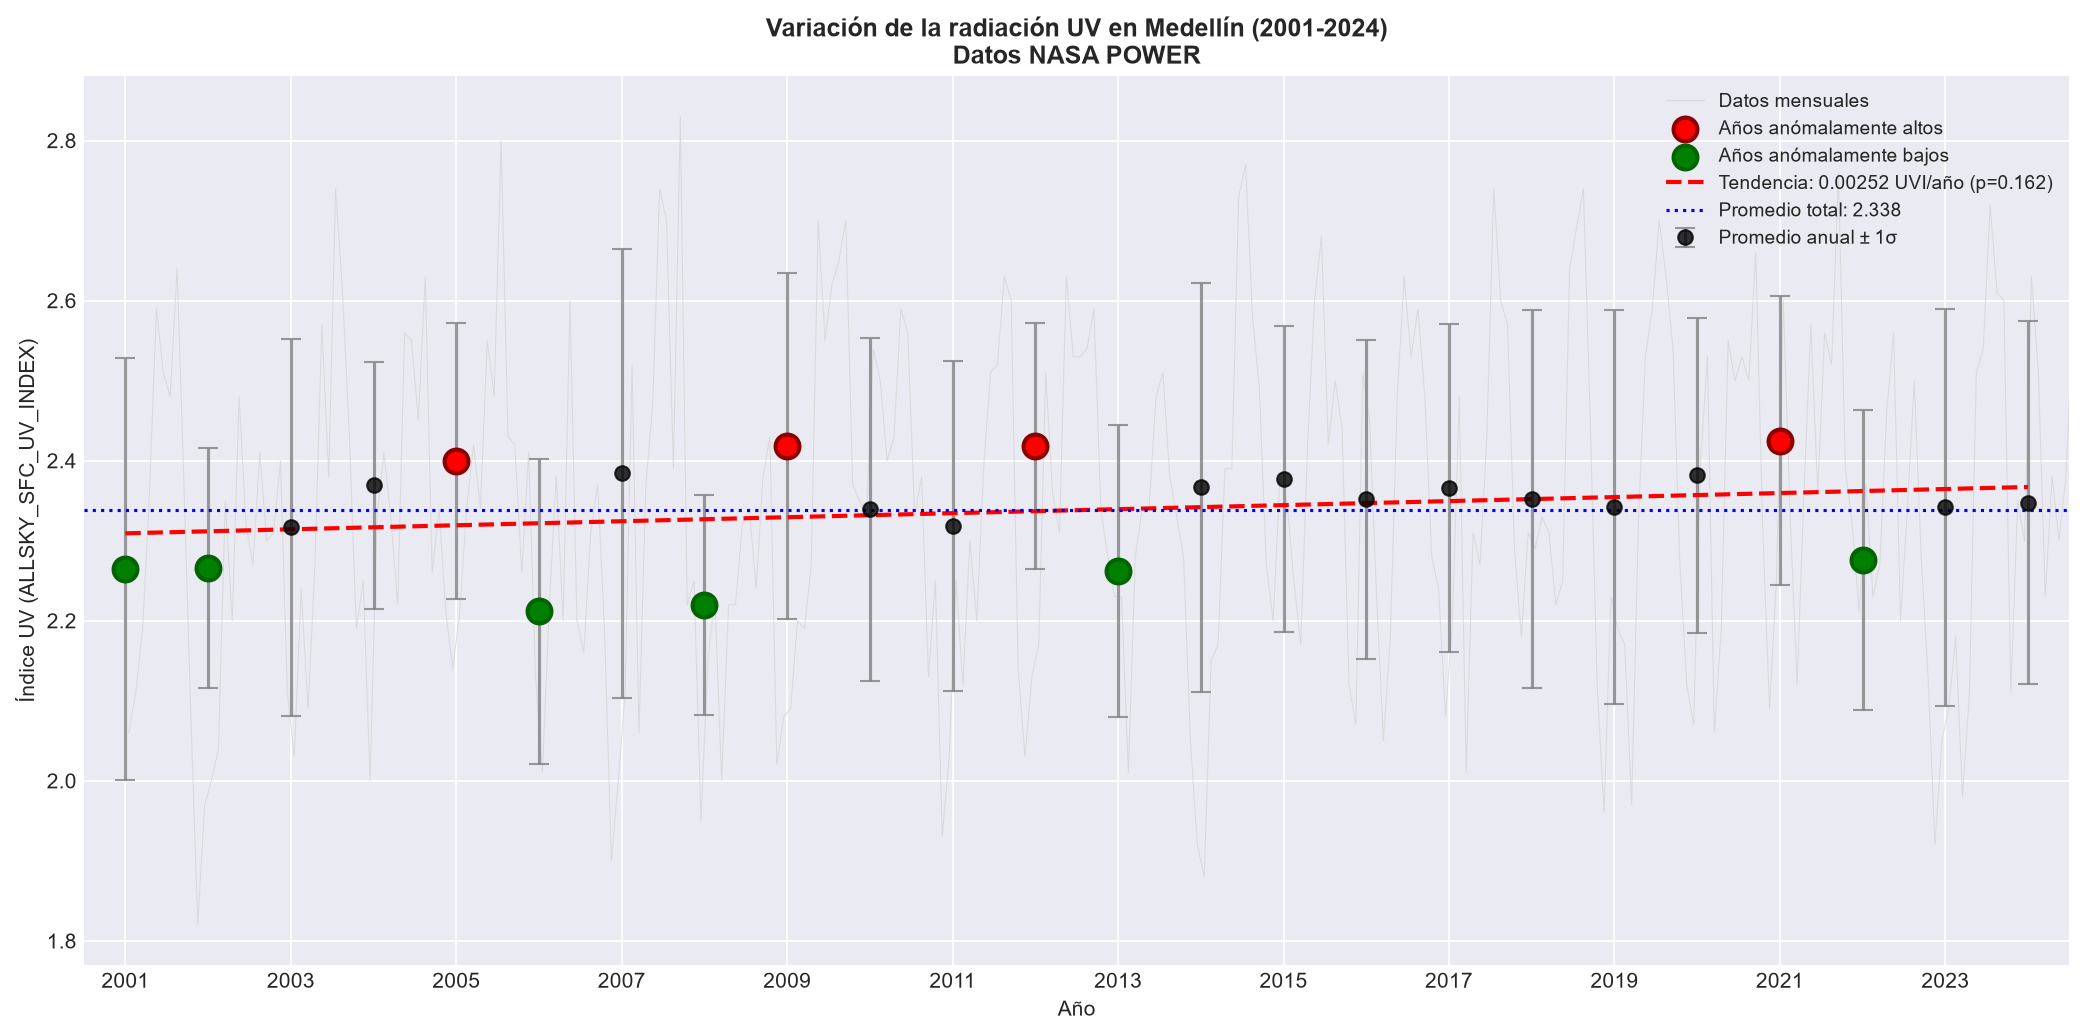 Variación de la radiación UV en Medellín (2001-2024)
Datos NASA POWER
Datos mensuales
Años anómalamente altos
Años anómalamente bajos
Tendencia: 0.00252 UVI/año (p=0.162)
Promedio total: 2.338
Promedio anual ± 1σ
Índice UV (ALLSKY_SFC_UV_INDEX)
2.8
2.6
2.4
2.2
2.0
1.8
2001 2003 2005 2007 2009 2011 2013 2015 2017 2019 2021 2023
Año